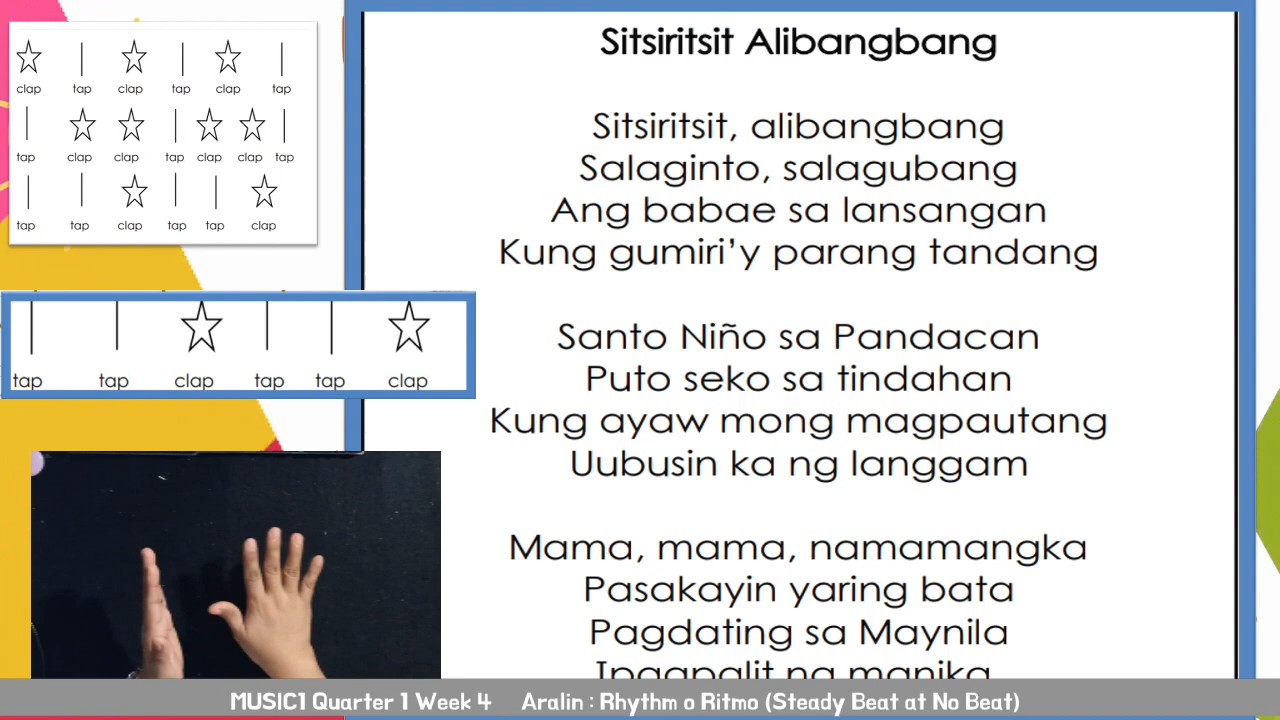 clap tap clap tap clap tap
tap clap clap tap clap clap tap
tap tap clap tap tap clap
tap tap clap tap tap clap
Sitsiritsit Alibangbang
Sitsiritsit, alibangbang
Salaginto, salagubang
Ang babae sa lansangan
Kung gumiri’y parang tandang
Santo Niño sa Pandacan
Puto seko sa tindahan
Kung ayaw mong magpautang
Uubusin ka ng langgam
Mama, mama, namamangka
Pasakayin yaring bata
Pagdating sa Maynila
Ipagpalit ng manika
MUSIC1 Quarter 1 Week 4 Aralin : Rhythm o Ritmo (Steady Beat at No Beat)